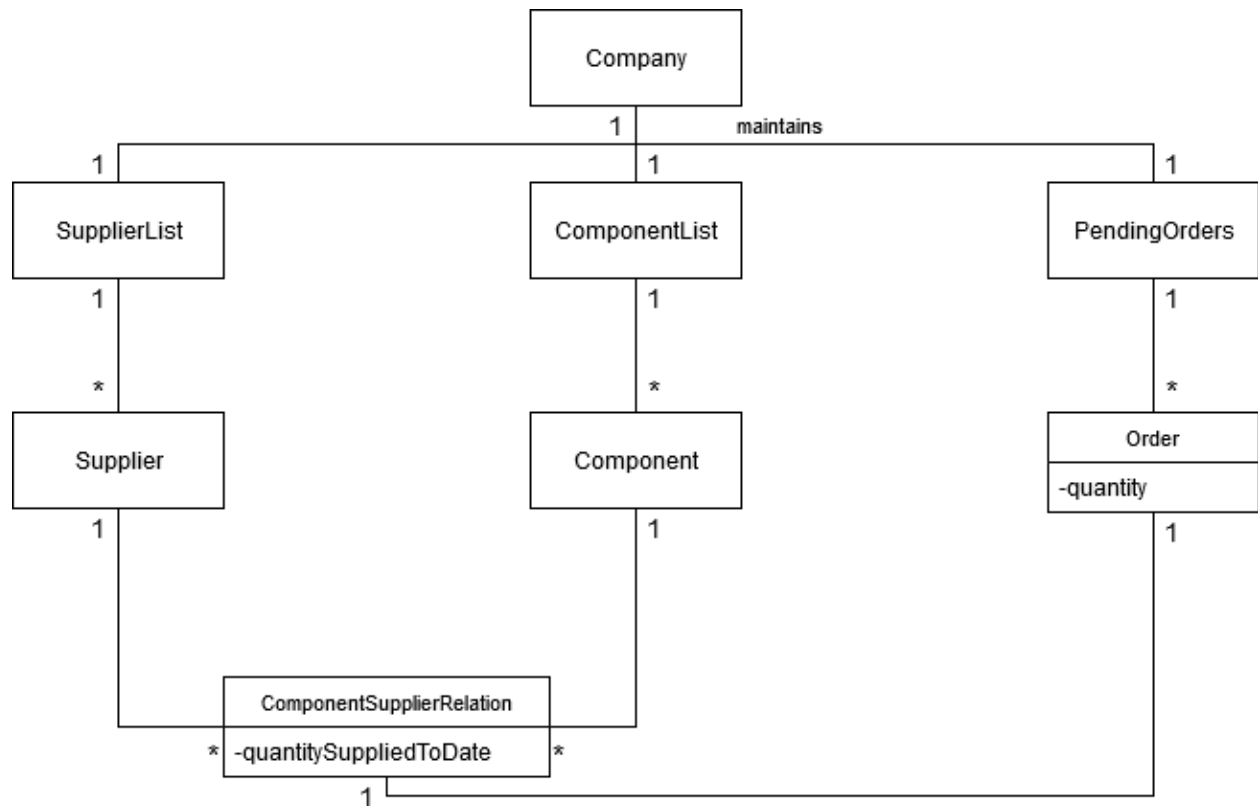 Company
1 maintains
1 1 1
SupplierList ComponentList PendingOrders
1 1 1
* * *
Supplier Component Order
-quantity
1 1 1
ComponentSupplierRelation
* -quantitySuppliedToDate *
1